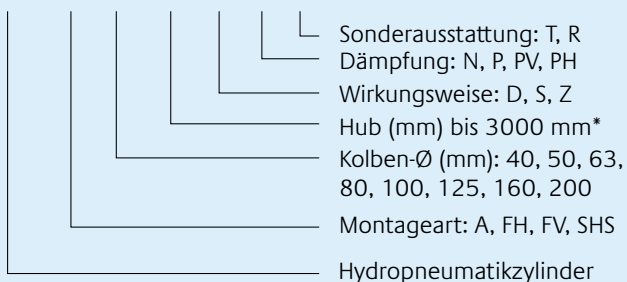 Sonderausstattung: T, R
Dämpfung: N, P, PV, PH
Wirkungsweise: D, S, Z
Hub (mm) bis 3000 mm*
Kolben-Ø (mm): 40, 50, 63,
80, 100, 125, 160, 200
Montageart: A, FH, FV, SHS
Hydropneumatikzylinder